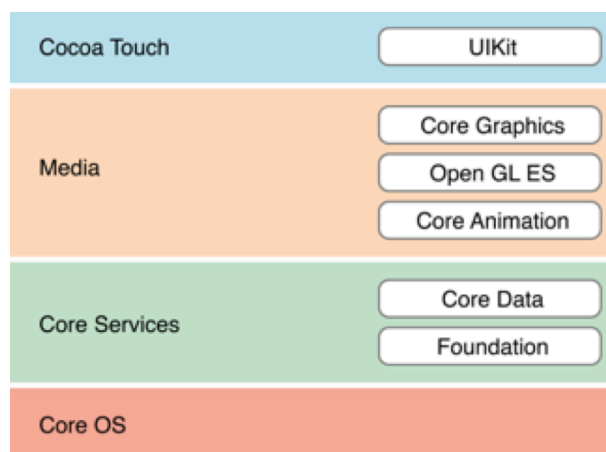 Cocoa Touch
UIKit
Media
Core Graphics
Open GL ES
Core Animation
Core Services
Core Data
Foundation
Core OS